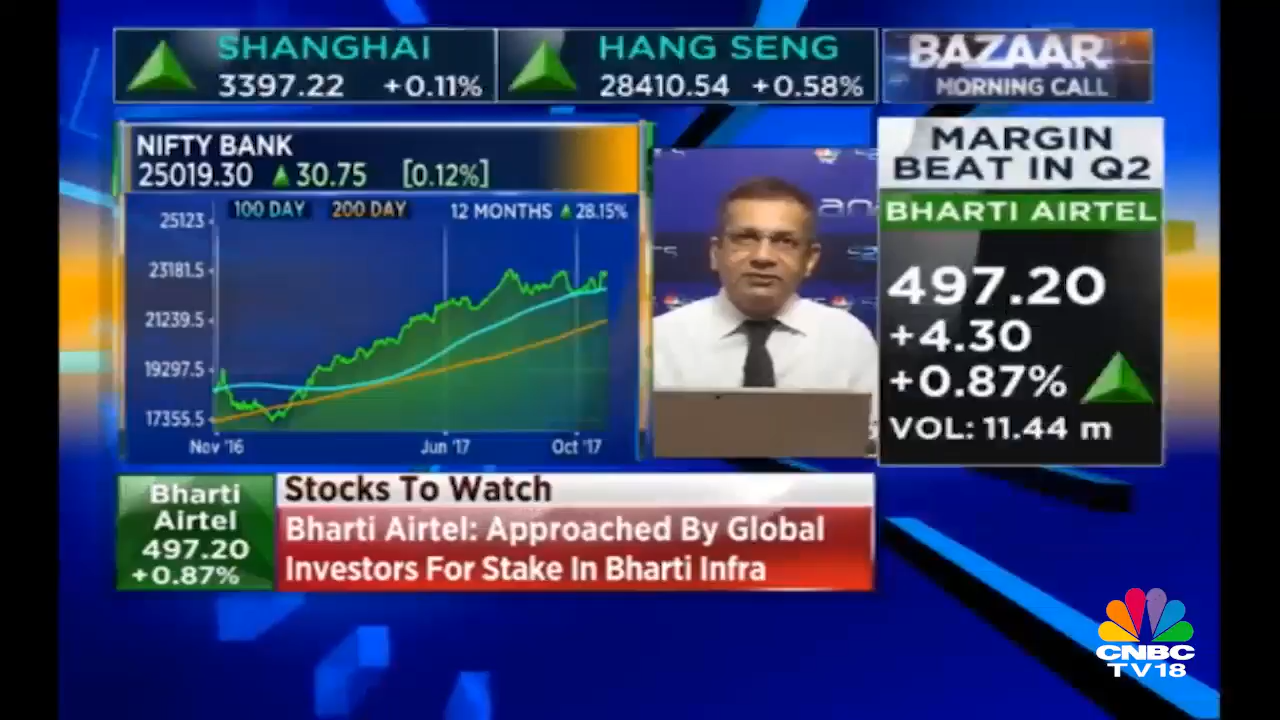 SHANGHAI
3397.22 +0.11%
HANG SENG
28410.54 +0.58%
BAZAAR
MORNING CALL
NIFTY BANK
25019.30 30.75 [0.12%]
100 DAY 200 DAY 12 MONTHS 28.15%
25123
23181.5
21239.5
19297.5
17355.5
Nov '16 Jun '17 Oct '17
MARGIN
BEAT IN Q2
BHARTI AIRTEL
497.20
+4.30
+0.87%
VOL: 11.44 m
Bharti
Airtel
497.20
+0.87%
Stocks To Watch
Bharti Airtel: Approached By Global
Investors For Stake In Bharti Infra
CNBC
TV18